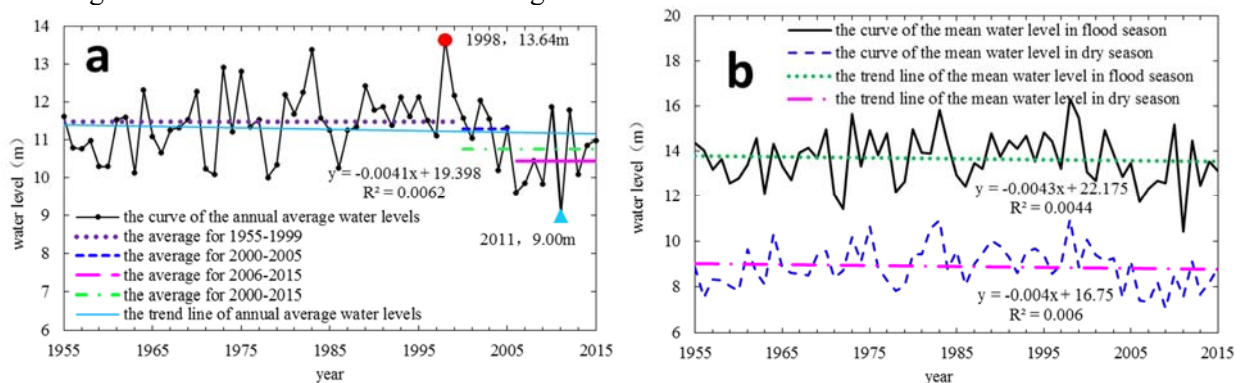 a
1998, 13.64m
y = -0.0041x + 19.398
R² = 0.0062
2011, 9.00m
the curve of the annual average water levels
the average for 1955-1999
the average for 2000-2005
the average for 2006-2015
the average for 2000-2015
the trend line of annual average water levels
water level (m)
14
13
12
11
10
9
8
7
6
1955
1965
1975
1985
1995
2005
2015
year
b
the curve of the mean water level in flood season
the curve of the mean water level in dry season
the trend line of the mean water level in flood season
the trend line of the mean water level in dry season
y = -0.0043x + 22.175
R² = 0.0044
y = -0.004x + 16.75
R² = 0.006
water level (m)
20
18
16
14
12
10
8
6
1955
1965
1975
1985
1995
2005
2015
year